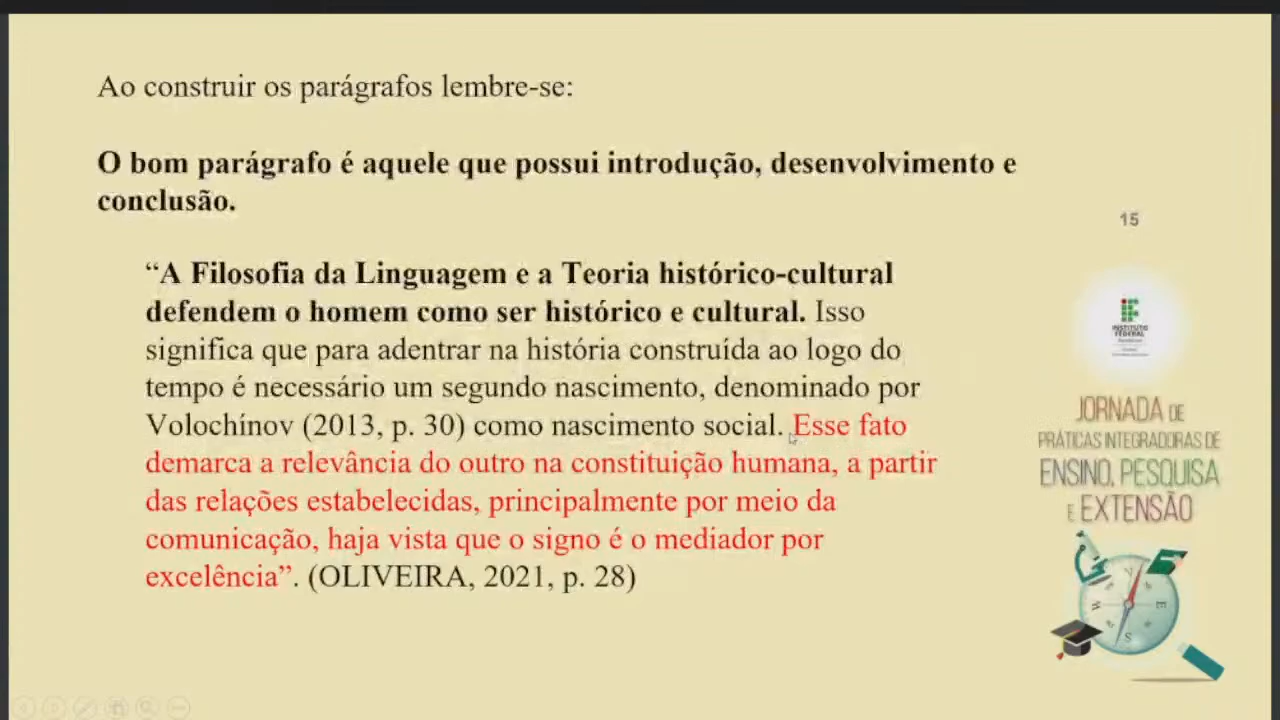 Ao construir os parágrafos lembre-se:
O bom parágrafo é aquele que possui introdução, desenvolvimento e
conclusão.
15
“A Filosofia da Linguagem e a Teoria histórico-cultural
defendem o homem como ser histórico e cultural. Isso
significa que para adentrar na história construída ao logo do
tempo é necessário um segundo nascimento, denominado por
Volochínov (2013, p. 30) como nascimento social. Esse fato
demarca a relevância do outro na constituição humana, a partir
das relações estabelecidas, principalmente por meio da
comunicação, haja vista que o signo é o mediador por
excelência”. (OLIVEIRA, 2021, p. 28)
INSTITUTO
FEDERAL
JORNADA DE
PRÁTICAS INTEGRADORAS DE
ENSINO, PESQUISA
E EXTENSÃO
E
S